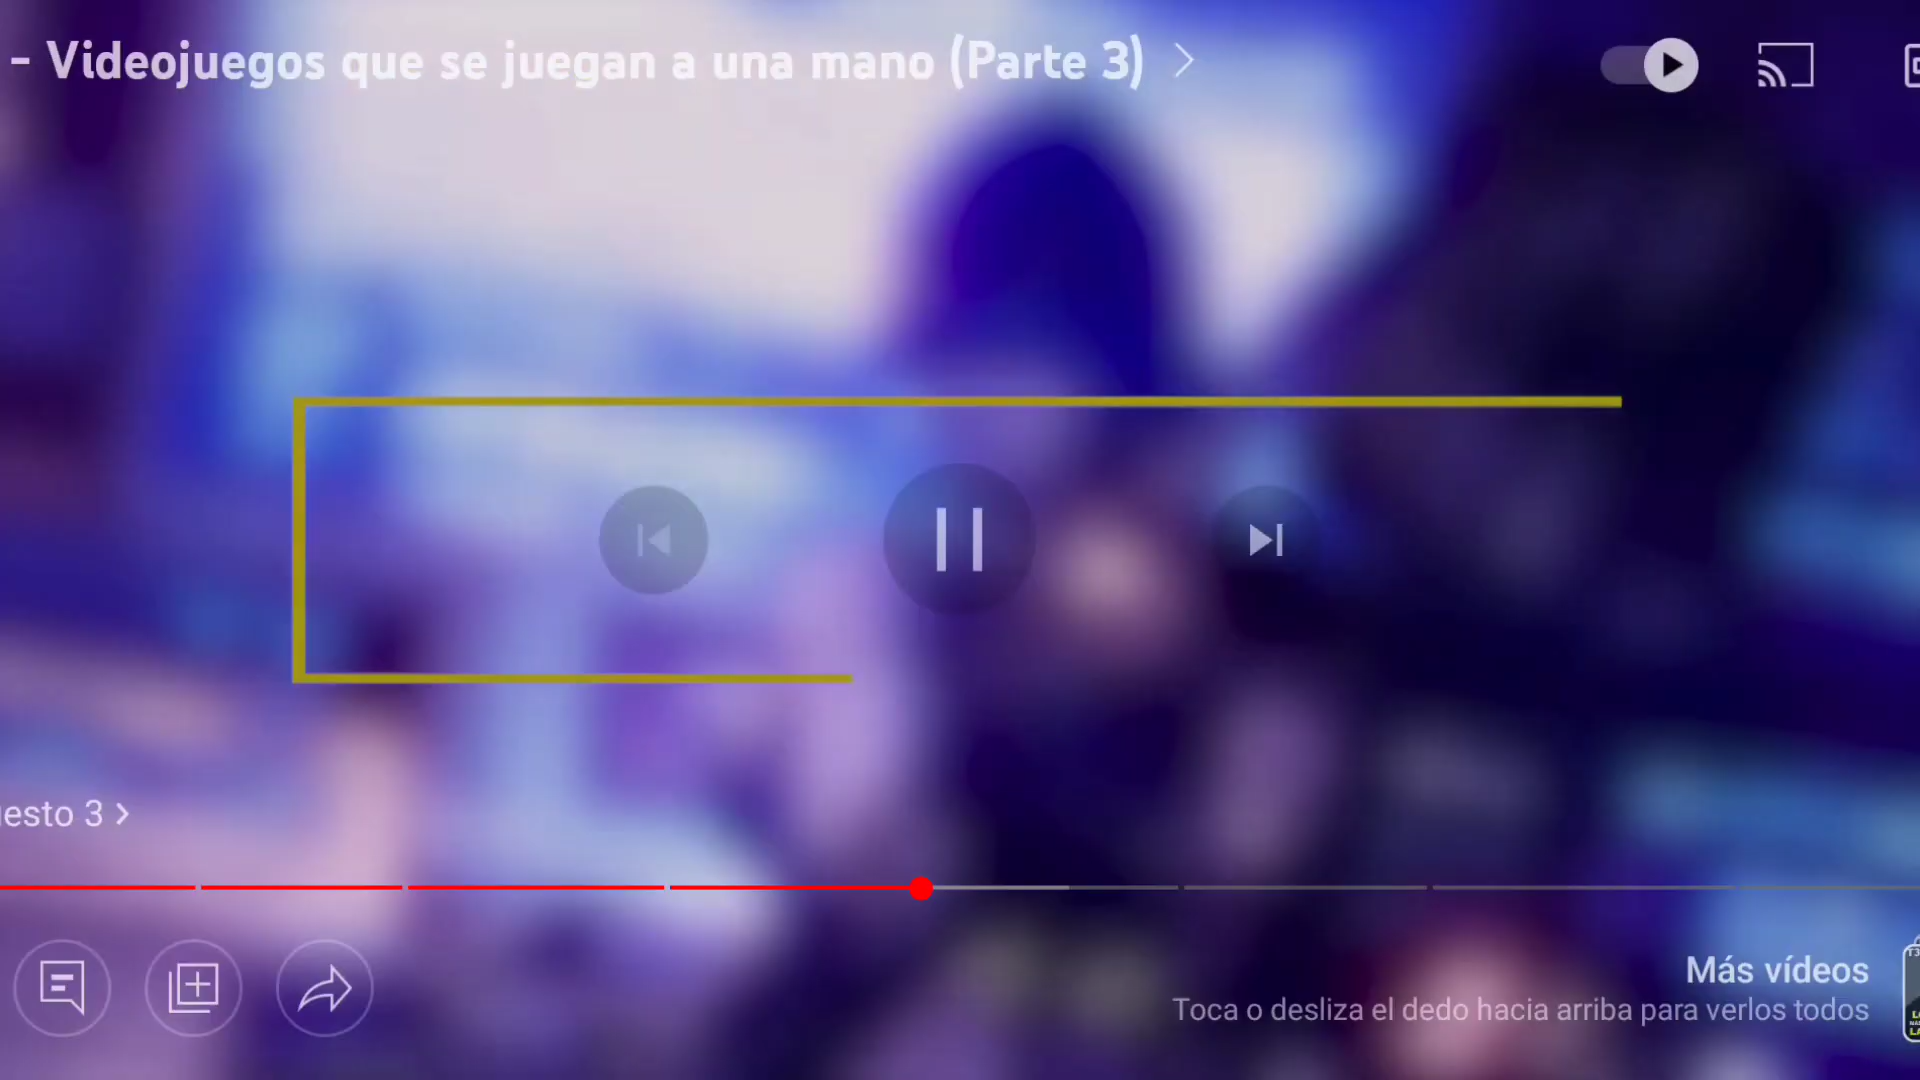 - Videojuegos que se juegan a una mano (Parte 3)
esto 3
Más vídeos
Toca o desliza el dedo hacia arriba para verlos todos